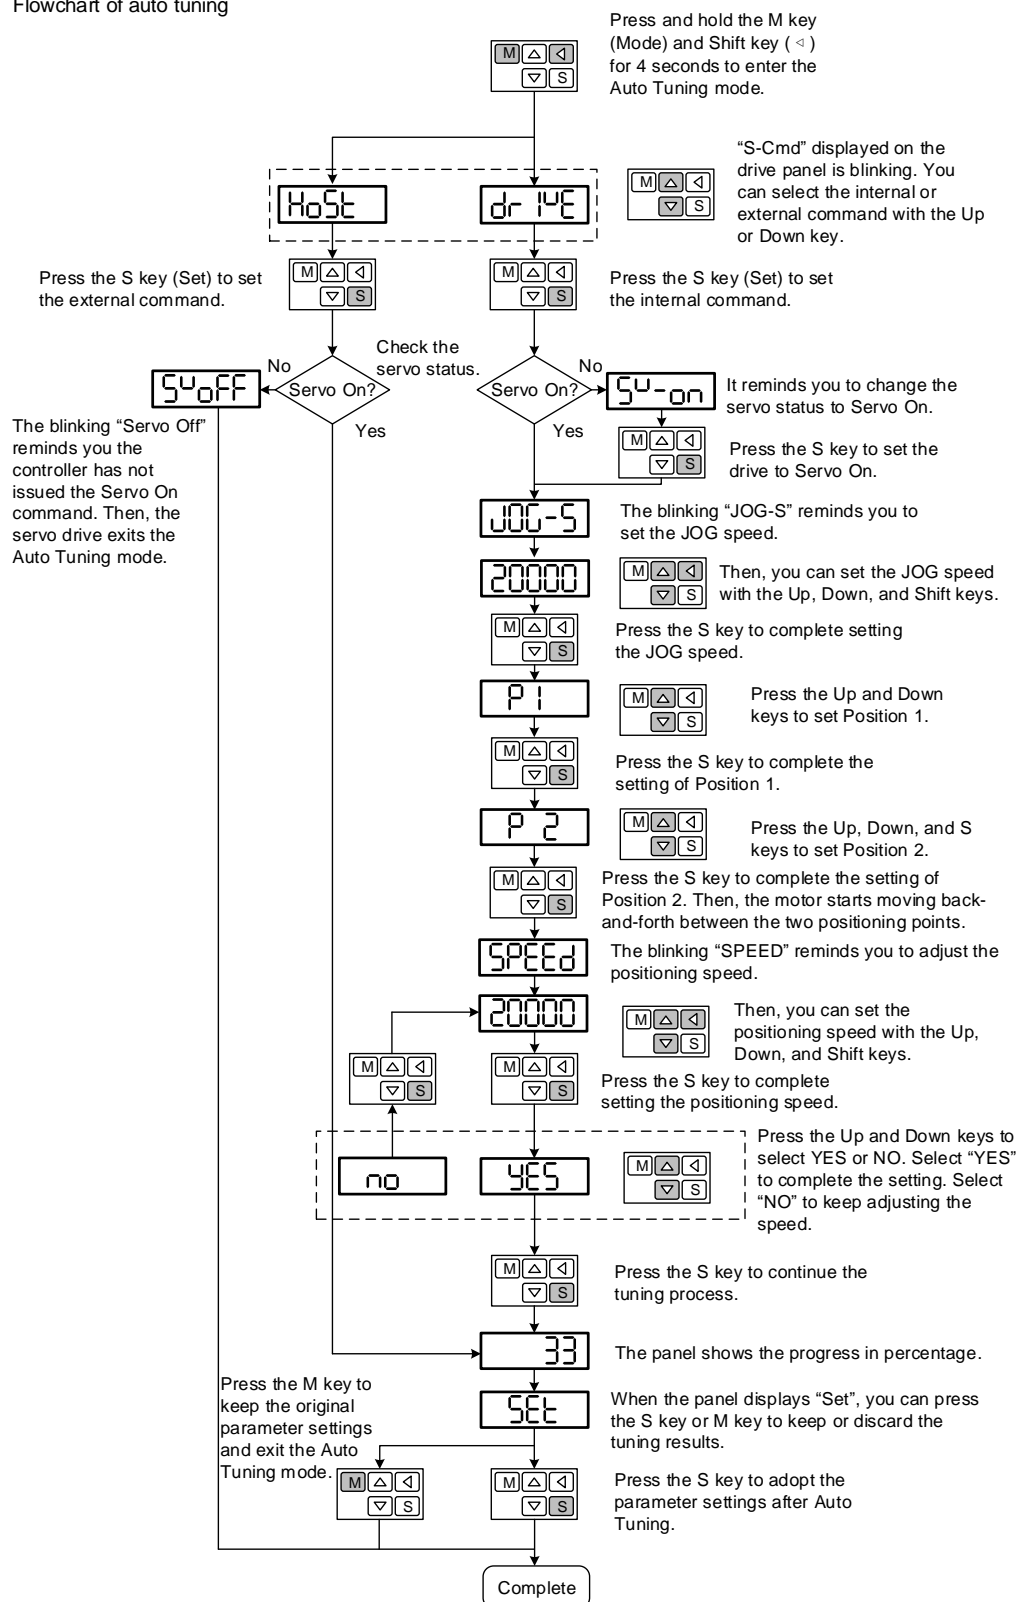 Flowchart of auto tuning
Press and hold the M key
(Mode) and Shift key ( ◁ )
for 4 seconds to enter the
Auto Tuning mode.
M
S
“S-Cmd” displayed on the
drive panel is blinking. You
can select the internal or
external command with the Up
or Down key.
M
S
HoSt
drIVE
Press the S key (Set) to set
the external command.
M
S
M
S
Press the S key (Set) to set
the internal command.
Check the
servo status.
No
Servo On?
Yes
SVoFF
The blinking “Servo Off”
reminds you the
controller has not
issued the Servo On
command. Then, the
servo drive exits the
Auto Tuning mode.
No
Servo On?
Yes
SV-on
It reminds you to change the
servo status to Servo On.
M
S
Press the S key to set the
drive to Servo On.
JOG-S
The blinking “JOG-S” reminds you to
set the JOG speed.
20000
M
S
Then, you can set the JOG speed
with the Up, Down, and Shift keys.
M
S
Press the S key to complete setting
the JOG speed.
P1
M
S
Press the Up and Down
keys to set Position 1.
M
S
Press the S key to complete the
setting of Position 1.
P 2
M
S
Press the Up, Down, and S
keys to set Position 2.
M
S
Press the S key to complete the setting of
Position 2. Then, the motor starts moving back-
and-forth between the two positioning points.
SPEEd
The blinking “SPEED” reminds you to adjust the
positioning speed.
20000
M
S
Then, you can set the
positioning speed with the Up,
Down, and Shift keys.
M
S
M
S
Press the S key to complete
setting the positioning speed.
no
YES
M
S
Press the Up and Down keys to
select YES or NO. Select “YES”
to complete the setting. Select
“NO” to keep adjusting the
speed.
M
S
Press the S key to continue the
tuning process.
33
The panel shows the progress in percentage.
SEt
When the panel displays “Set”, you can press
the S key or M key to keep or discard the
tuning results.
Press the M key to
keep the original
parameter settings
and exit the Auto
Tuning mode.
M
S
M
S
Press the S key to adopt the
parameter settings after Auto
Tuning.
Complete